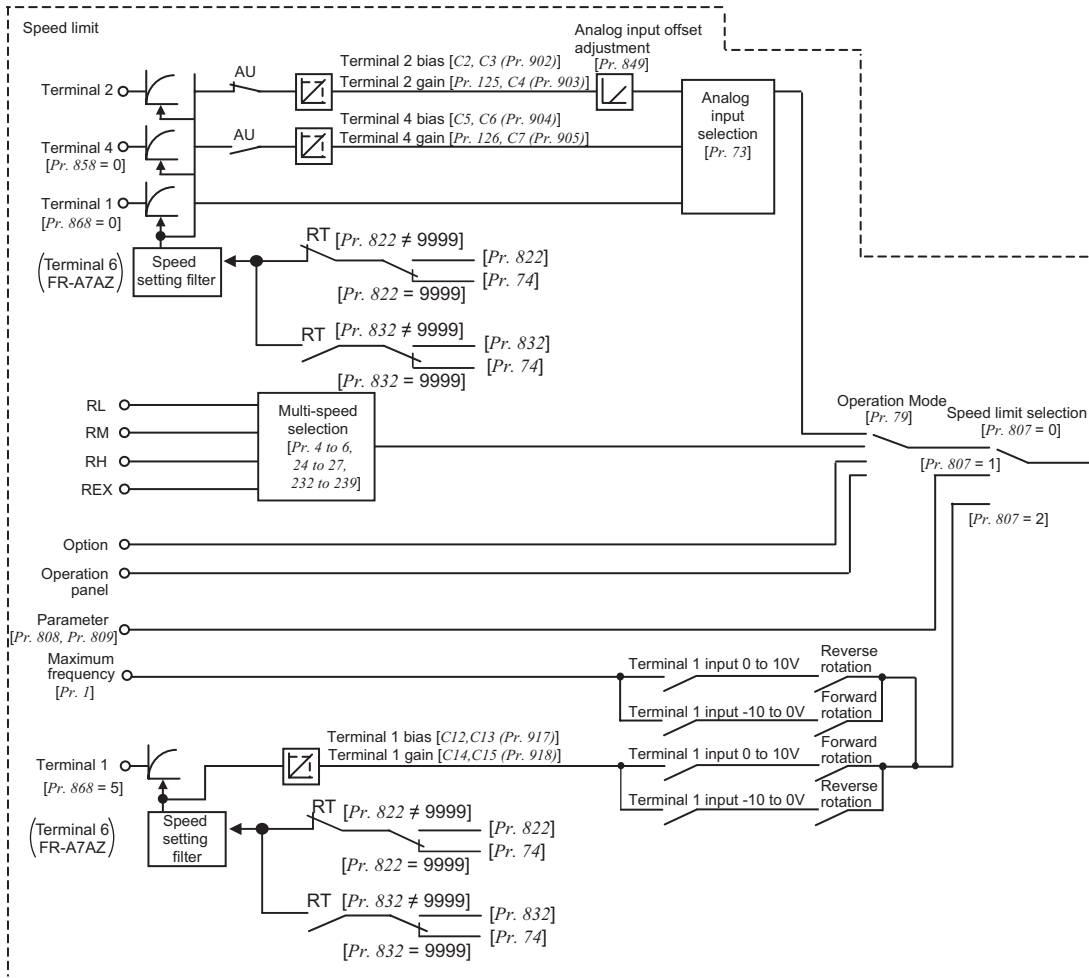 Speed limit
Analog input offset
adjustment
[Pr. 849]
Terminal 2
AU
Terminal 2 bias [C2, C3 (Pr. 902)]
Terminal 2 gain [Pr. 125, C4 (Pr. 903)]
Analog
input
selection
[Pr. 73]
Terminal 4
[Pr. 858 = 0]
AU
Terminal 4 bias [C5, C6 (Pr. 904)]
Terminal 4 gain [Pr. 126, C7 (Pr. 905)]
Terminal 1
[Pr. 868 = 0]
(Terminal 6
FR-A7AZ)
Speed
setting filter
RT [Pr. 822 ≠ 9999]
[Pr. 822]
[Pr. 74]
[Pr. 822 = 9999]
RT [Pr. 832 ≠ 9999]
[Pr. 832]
[Pr. 74]
[Pr. 832 = 9999]
RL
RM
RH
REX
Multi-speed
selection
[Pr. 4 to 6,
24 to 27,
232 to 239]
Operation Mode
[Pr. 79]
Speed limit selection
[Pr. 807 = 0]
[Pr. 807 = 1]
[Pr. 807 = 2]
Option
Operation
panel
Parameter
[Pr. 808, Pr. 809]
Maximum
frequency
[Pr. 1]
Terminal 1 input 0 to 10V
Reverse
rotation
Terminal 1 input -10 to 0V
Forward
rotation
Terminal 1
[Pr. 868 = 5]
Terminal 1 bias [C12,C13 (Pr. 917)]
Terminal 1 gain [C14,C15 (Pr. 918)]
Terminal 1 input 0 to 10V
Forward
rotation
Terminal 1 input -10 to 0V
Reverse
rotation
(Terminal 6
FR-A7AZ)
Speed
setting
filter
RT [Pr. 822 ≠ 9999]
[Pr. 822]
[Pr. 74]
[Pr. 822 = 9999]
RT [Pr. 832 ≠ 9999]
[Pr. 832]
[Pr. 74]
[Pr. 832 = 9999]